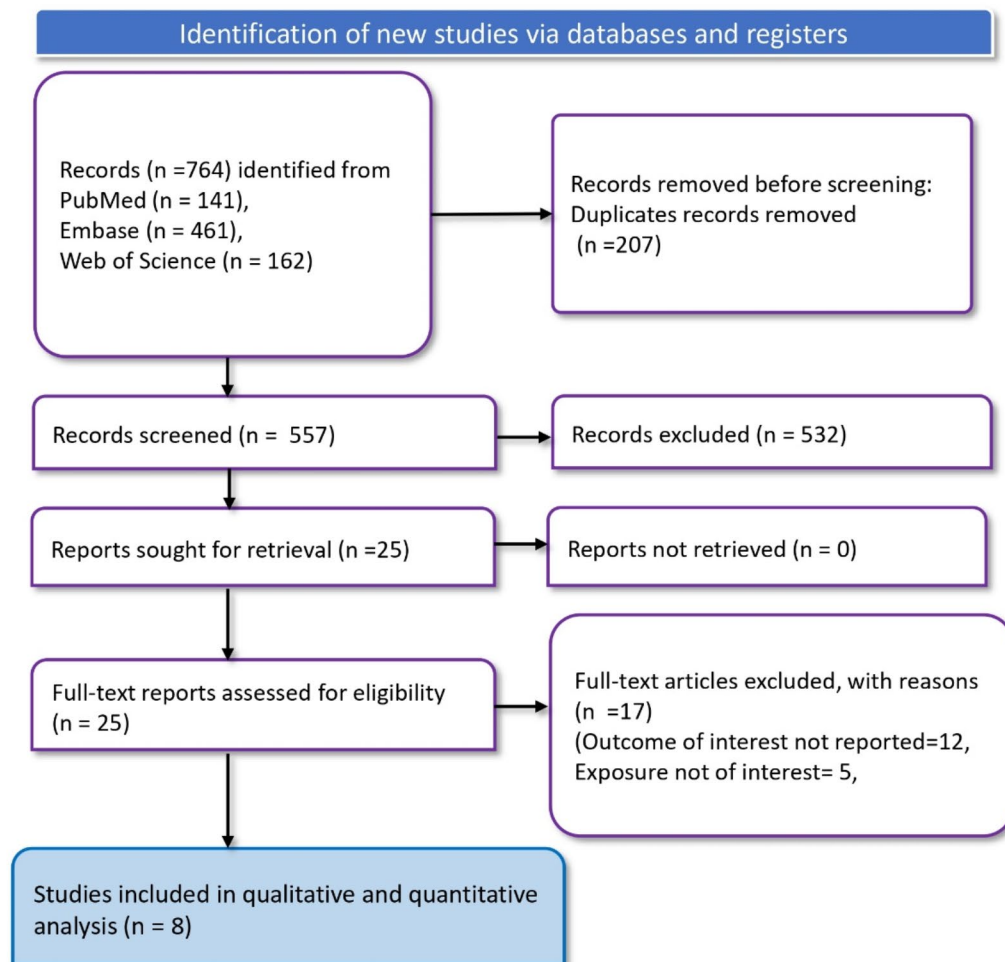 Identification of new studies via databases and registers
Records (n =764) identified from
PubMed (n = 141),
Embase (n = 461),
Web of Science (n = 162)
Records removed before screening:
Duplicates records removed
(n =207)
Records screened (n = 557)
Records excluded (n = 532)
Reports sought for retrieval (n =25)
Reports not retrieved (n = 0)
Full-text reports assessed for eligibility
(n = 25)
Full-text articles excluded, with reasons
(n =17)
(Outcome of interest not reported=12,
Exposure not of interest= 5,
Studies included in qualitative and quantitative
analysis (n = 8)